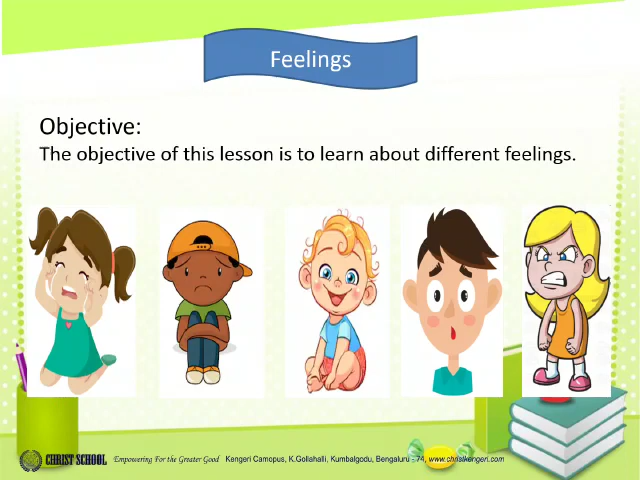 Feelings
Objective:
The objective of this lesson is to learn about different feelings.
CHRIST SCHOOL Empowering For the Greater Good Kengeri Camopus, K.Gollahalli, Kumbalgodu, Bengaluru - 74, www.christkengeri.com